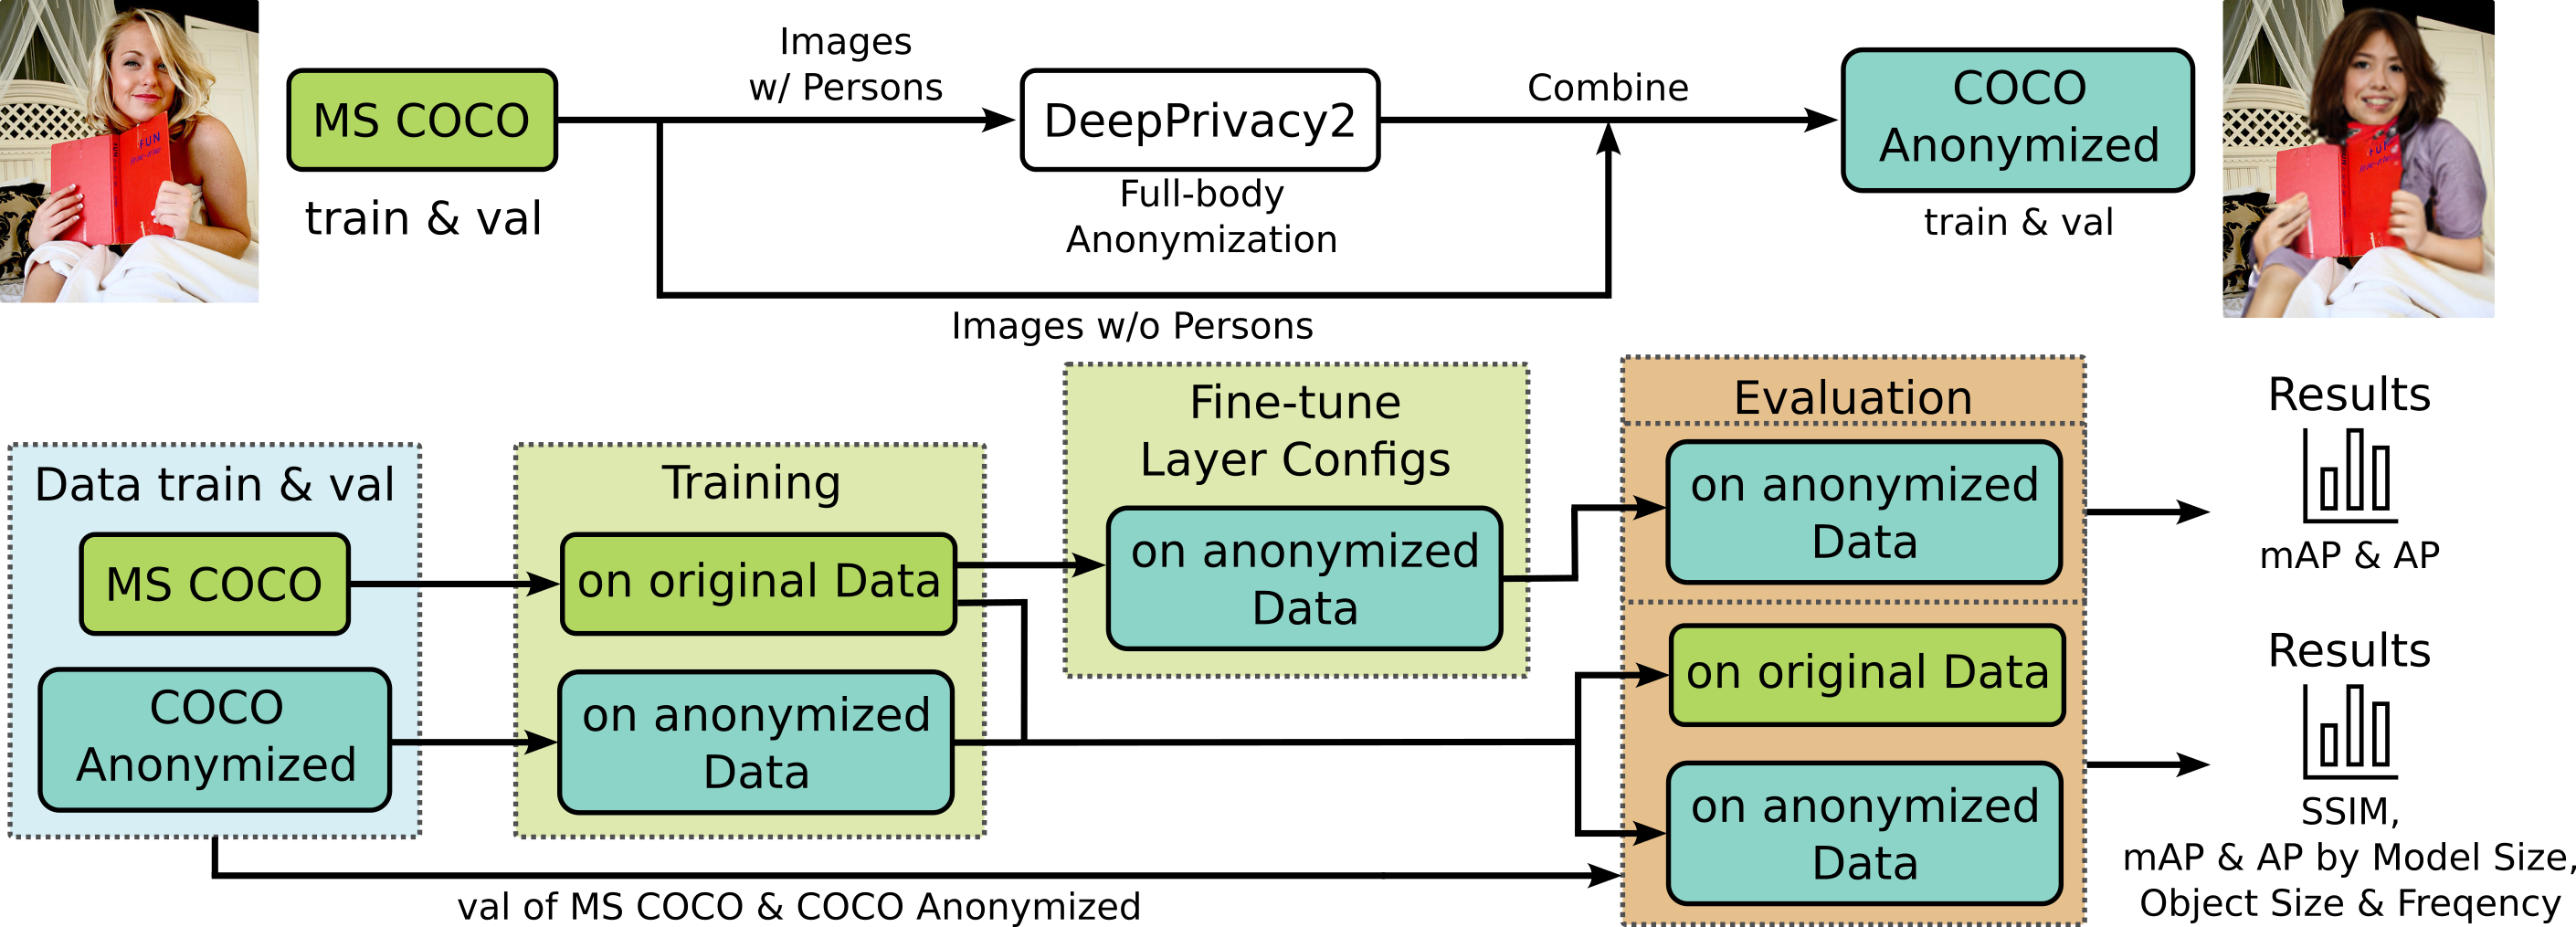 Images
w/ Persons
MS COCO
train & val
DeepPrivacy2
Full-body
Anonymization
Combine
COCO
Anonymized
train & val
Images w/o Persons
FUN
Data train & val
MS COCO
COCO
Anonymized
Training
on original Data
on anonymized
Data
Fine-tune
Layer Configs
on anonymized
Data
Evaluation
on anonymized
Data
on original Data
on anonymized
Data
Results
mAP & AP
Results
SSIM,
mAP & AP by Model Size,
Object Size & Freqency
val of MS COCO & COCO Anonymized